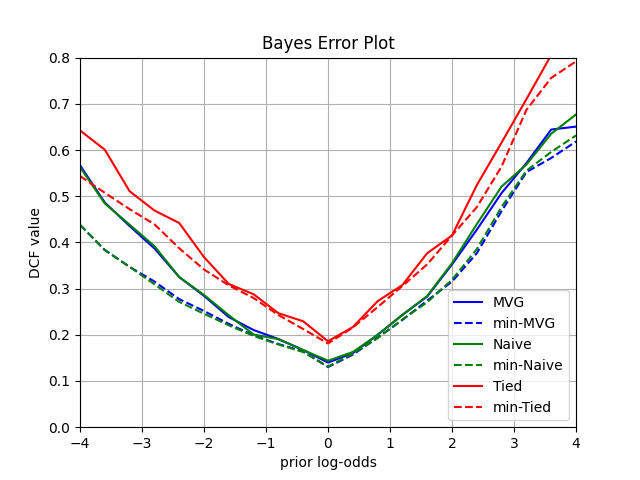 Bayes Error Plot
DCF value
0.8
0.7
0.6
0.5
0.4
0.3
0.2
0.1
0.0
−4 −3 −2 −1 0 1 2 3 4
prior log-odds
MVG
min-MVG
Naive
min-Naive
Tied
min-Tied